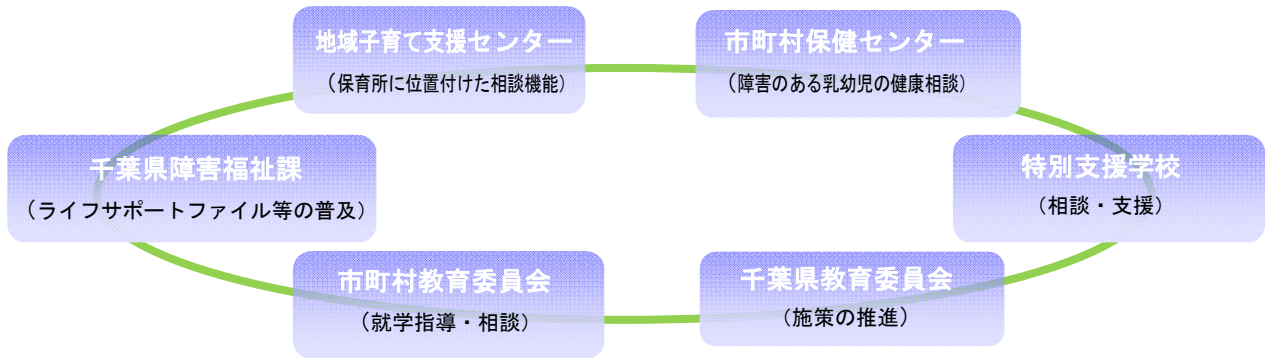 地域子育て支援センター
（保育所に位置付けた相談機能）
市町村保健センター
（障害のある乳幼児の健康相談）
千葉県障害福祉課
（ライフサポートファイル等の普及）
特別支援学校
（相談・支援）
市町村教育委員会
（就学指導・相談）
千葉県教育委員会
（施策の推進）